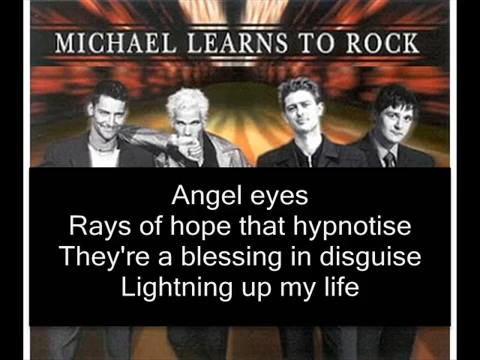 MICHAEL LEARNS TO ROCK
Angel eyes
Rays of hope that hypnotise
They're a blessing in disguise
Lightning up my life